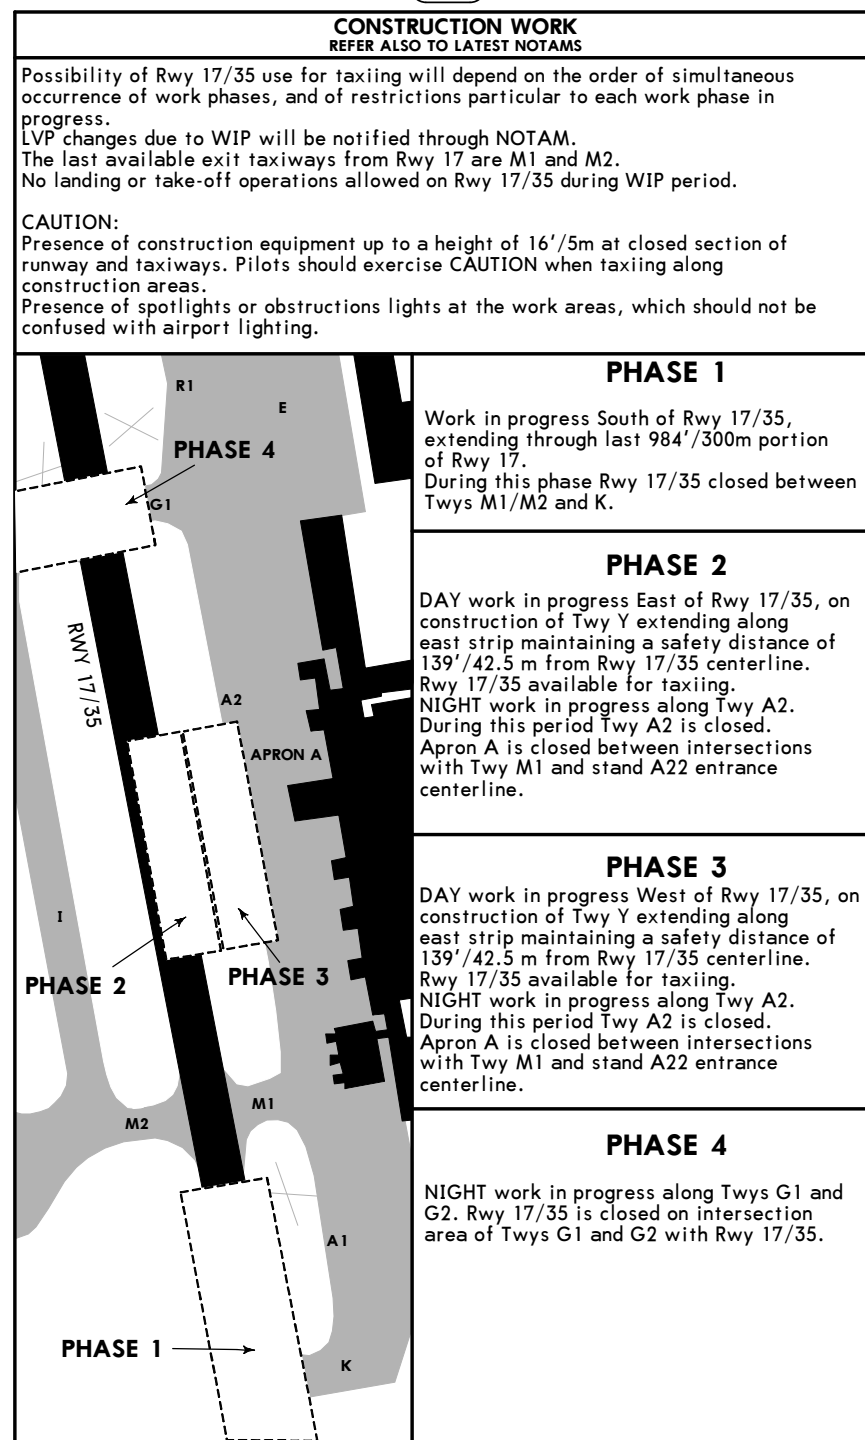 CONSTRUCTION WORK
REFER ALSO TO LATEST NOTAMS
Possibility of Rwy 17/35 use for taxiing will depend on the order of simultaneous
occurrence of work phases, and of restrictions particular to each work phase in
progress.
LVP changes due to WIP will be notified through NOTAM.
The last available exit taxiways from Rwy 17 are M1 and M2.
No landing or take-off operations allowed on Rwy 17/35 during WIP period.
CAUTION:
Presence of construction equipment up to a height of 16'/5m at closed section of
runway and taxiways. Pilots should exercise CAUTION when taxiing along
construction areas.
Presence of spotlights or obstructions lights at the work areas, which should not be
confused with airport lighting.
R1
E
PHASE 4
G1
RWY 17/35
A2
APRON A
I
PHASE 2
PHASE 3
M1
M2
A1
PHASE 1
K
PHASE 1
Work in progress South of Rwy 17/35,
extending through last 984'/300m portion
of Rwy 17.
During this phase Rwy 17/35 closed between
Twys M1/M2 and K.
PHASE 2
DAY work in progress East of Rwy 17/35, on
construction of Twy Y extending along
east strip maintaining a safety distance of
139'/42.5 m from Rwy 17/35 centerline.
Rwy 17/35 available for taxiing.
NIGHT work in progress along Twy A2.
During this period Twy A2 is closed.
Apron A is closed between intersections
with Twy M1 and stand A22 entrance
centerline.
PHASE 3
DAY work in progress West of Rwy 17/35, on
construction of Twy Y extending along
east strip maintaining a safety distance of
139'/42.5 m from Rwy 17/35 centerline.
Rwy 17/35 available for taxiing.
NIGHT work in progress along Twy A2.
During this period Twy A2 is closed.
Apron A is closed between intersections
with Twy M1 and stand A22 entrance
centerline.
PHASE 4
NIGHT work in progress along Twys G1 and
G2. Rwy 17/35 is closed on intersection
area of Twys G1 and G2 with Rwy 17/35.